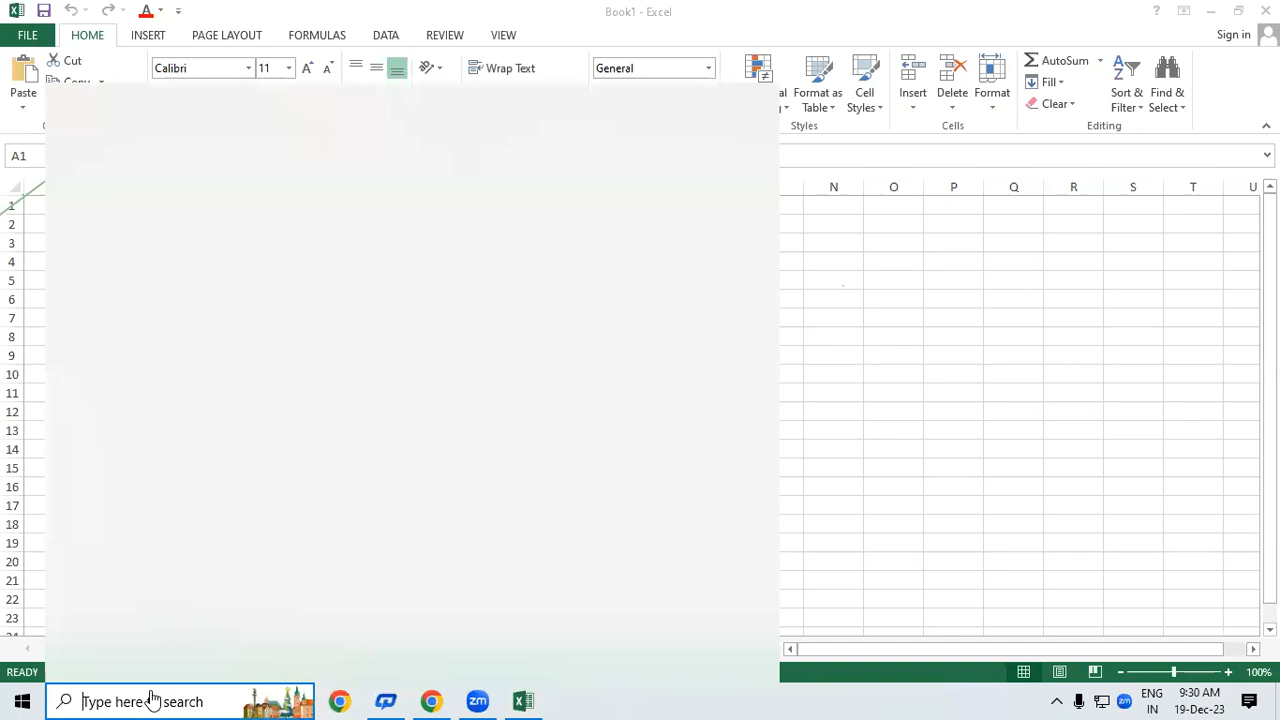 Book1 - Excel
?
FILE
HOME
INSERT
PAGE LAYOUT
FORMULAS
DATA
REVIEW
VIEW
Sign in
Cut
Calibri
11
Wrap Text
General
AutoSum
Paste
Format as
Table
Cell
Styles
Insert
Delete
Format
Fill
Clear
Sort &
Filter
Find &
Select
Styles
Cells
Editing
A1
N O P Q R S T U
1
2
3
4
5
6
7
8
9
10
11
12
13
14
15
16
17
18
19
20
21
22
23
READY
100%
Type here to search
zm
zm
ENG
IN
9:30 AM
19-Dec-23